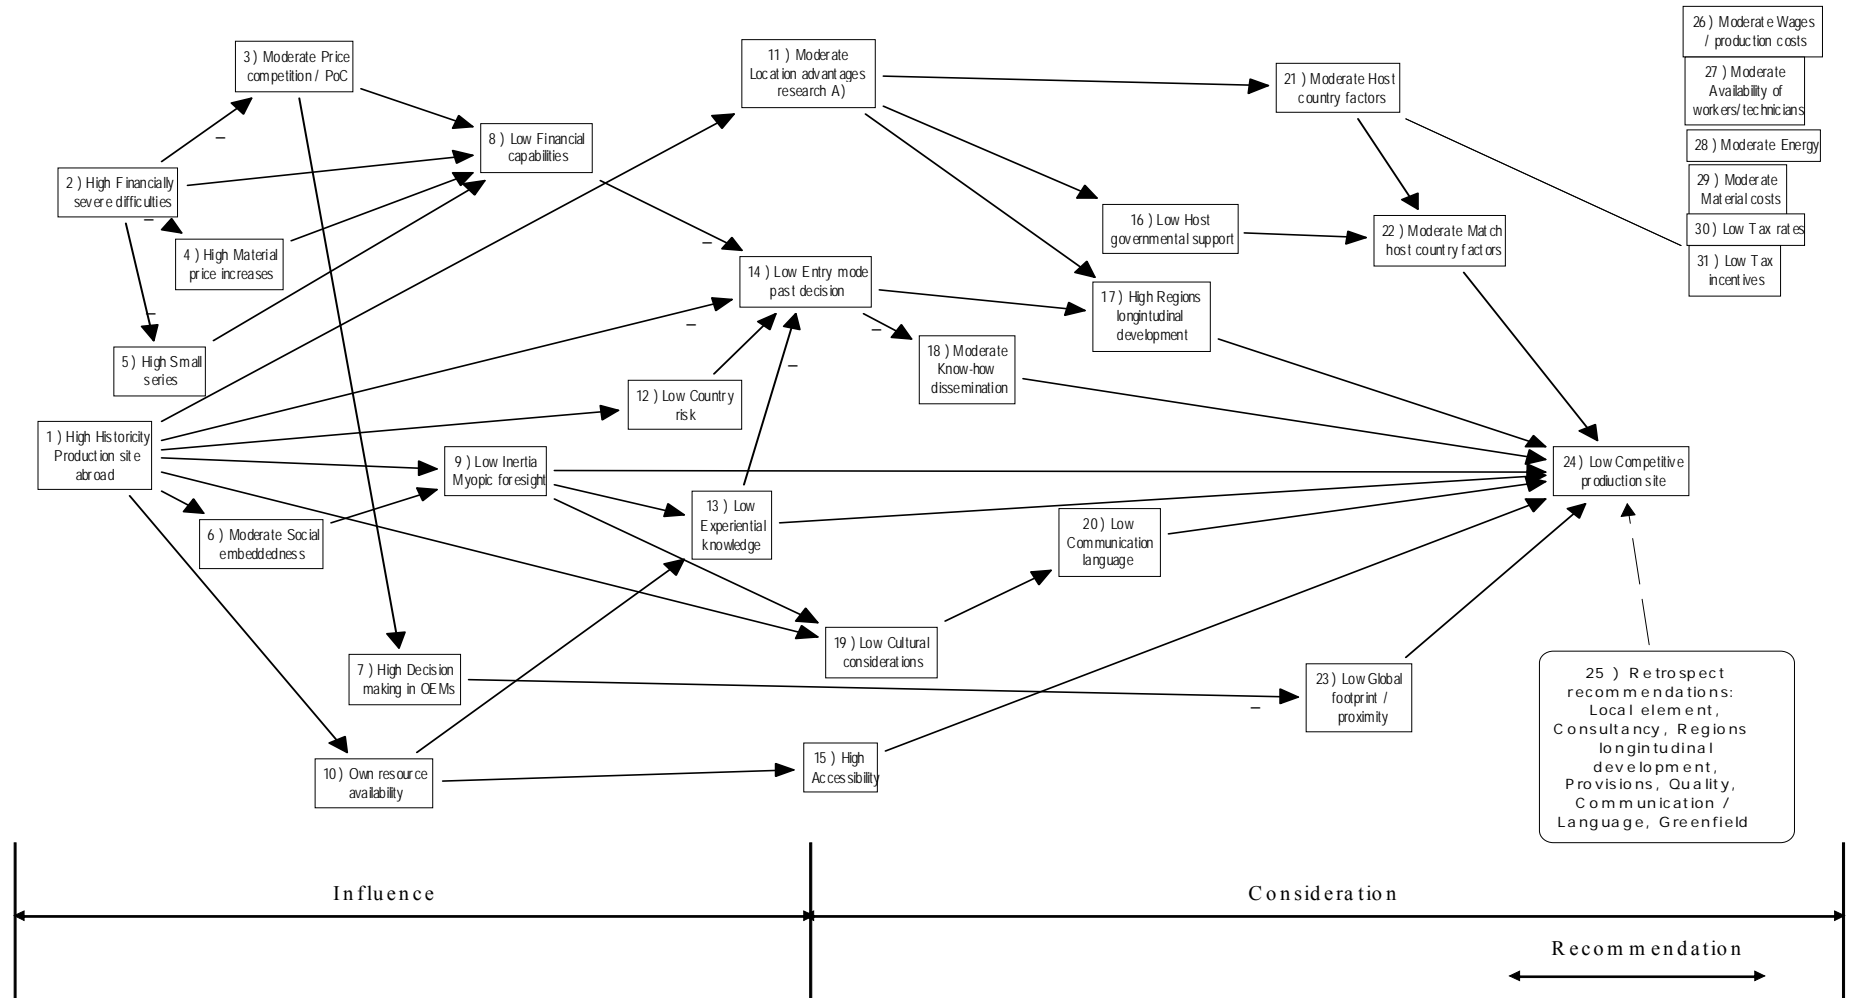 26 ) Moderate Wages
/ production costs
3 ) Moderate Price
competition / PoC
11 ) Moderate
Location advantages
research A)
21 ) Moderate Host
country factors
27 ) Moderate
Availability of
workers/technicians
28 ) Moderate Energy
8 ) Low Financial
capabilities
–
2 ) High Financially
severe difficulties
–
29 ) Moderate
Material costs
16 ) Low Host
governmental support
22 ) Moderate Match
host country factors
30 ) Low Tax rates
31 ) Low Tax
incentives
4 ) High Material
price increases
–
14 ) Low Entry mode
past decision
17 ) High Regions
longintudinal
development
–
–
–
5 ) High Small
series
–
18 ) Moderate
Know-how
dissemination
12 ) Low Country
risk
1 ) High Historicity
Production site
abroad
9 ) Low Inertia
Myopic foresight
24 ) Low Competitive
production site
6 ) Moderate Social
embeddedness
13 ) Low
Experiential
knowledge
20 ) Low
Communication
language
19 ) Low Cultural
considerations
7 ) High Decision
making in OEMs
23 ) Low Global
footprint /
proximity
–
25 ) Retrospect
recommendations:
Local element,
Consultancy, Regions
longintudinal
development,
Provisions, Quality,
Communication /
Language, Greenfield
10 ) Own resource
availability
15 ) High
Accessibility
Influence
Consideration
Recommendation